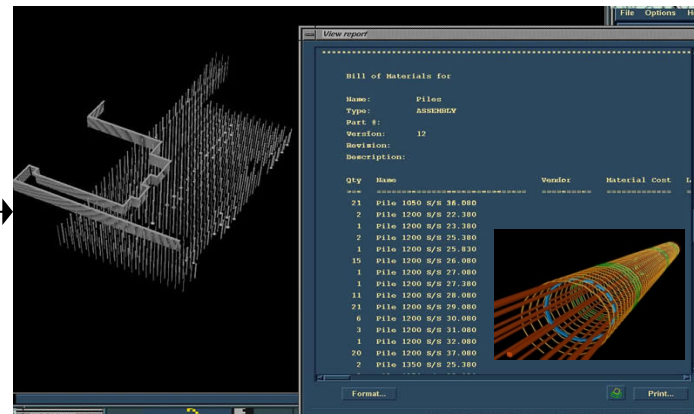 File Options H
View report
Bill of Materials for
Name: Piles
Type: ASSEMBLY
Part #:
Version: 12
Revision:
Description:
Qty Name Vendor Material Cost L
21 Pile 1050 S/S 36.080
2 Pile 1200 S/S 22.380
1 Pile 1200 S/S 23.380
2 Pile 1200 S/S 25.380
1 Pile 1200 S/S 25.830
15 Pile 1200 S/S 26.080
1 Pile 1200 S/S 27.080
1 Pile 1200 S/S 27.380
11 Pile 1200 S/S 28.080
21 Pile 1200 S/S 29.080
6 Pile 1200 S/S 30.080
3 Pile 1200 S/S 31.080
1 Pile 1200 S/S 32.080
20 Pile 1200 S/S 37.080
2 Pile 1350 S/S 25.380
Format... Print...